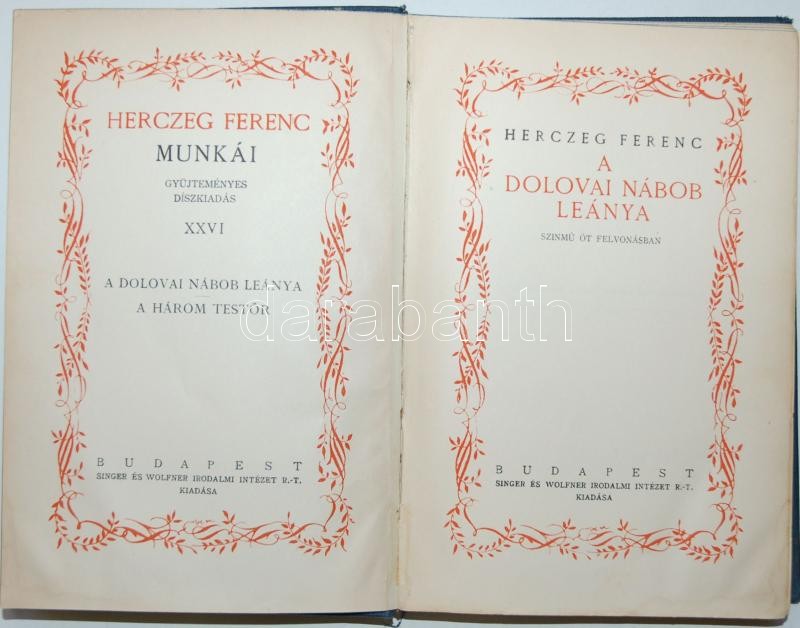 HERCZEG FERENC
MUNKÁI
GYŰJTEMÉNYES
DÍSZKIADÁS
XXVI
A DOLOVAI NÁBOB LEÁNYA
A HÁROM TESTŐR
BUDAPEST
SINGER ÉS WOLFNER IRODALMI INTÉZET R.-T.
KIADÁSA
HERCZEG FERENC
A
DOLOVAI NÁBOB
LEÁNYA
SZINMŰ ÖT FELVONÁSBAN
BUDAPEST
SINGER ÉS WOLFNER IRODALMI INTÉZET R.-T.
KIADÁSA
darabanth